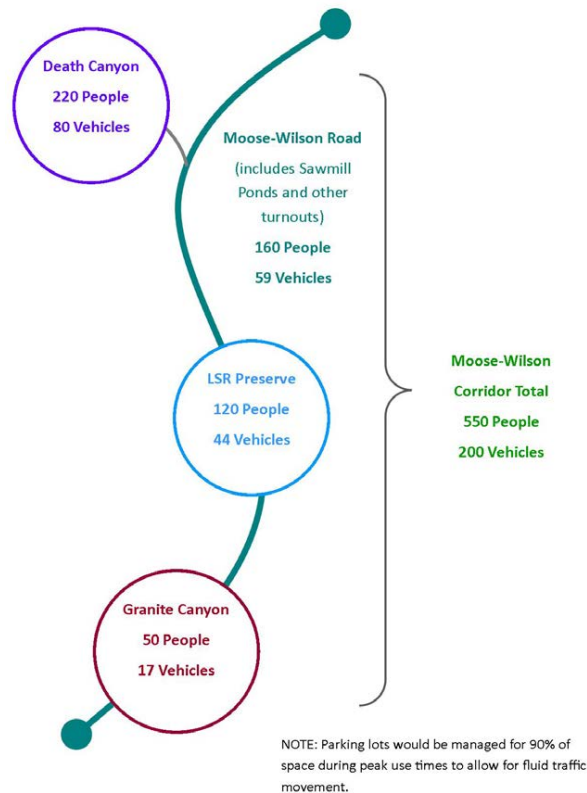 Death Canyon
220 People
80 Vehicles
Moose-Wilson Road
(includes Sawmill
Ponds and other
turnouts)
160 People
59 Vehicles
LSR Preserve
120 People
44 Vehicles
Moose-Wilson
Corridor Total
550 People
200 Vehicles
Granite Canyon
50 People
17 Vehicles
NOTE: Parking lots would be managed for 90% of
space during peak use times to allow for fluid traffic
movement.